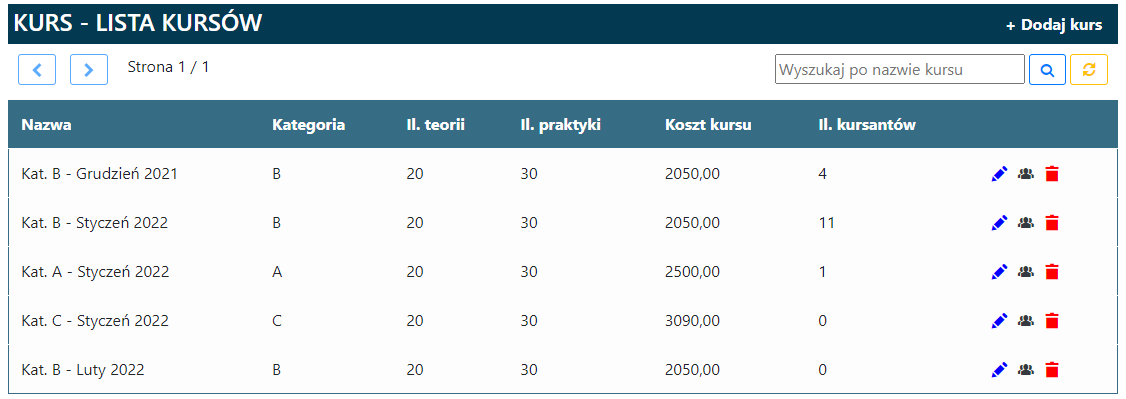 KURS - LISTA KURSÓW + Dodaj kurs
Strona 1 / 1 Wyszukaj po nazwie kursu
Nazwa Kategoria Il. teorii Il. praktyki Koszt kursu Il. kursantów
Kat. B - Grudzień 2021 B 20 30 2050,00 4
Kat. B - Styczeń 2022 B 20 30 2050,00 11
Kat. A - Styczeń 2022 A 20 30 2500,00 1
Kat. C - Styczeń 2022 C 20 30 3090,00 0
Kat. B - Luty 2022 B 20 30 2050,00 0